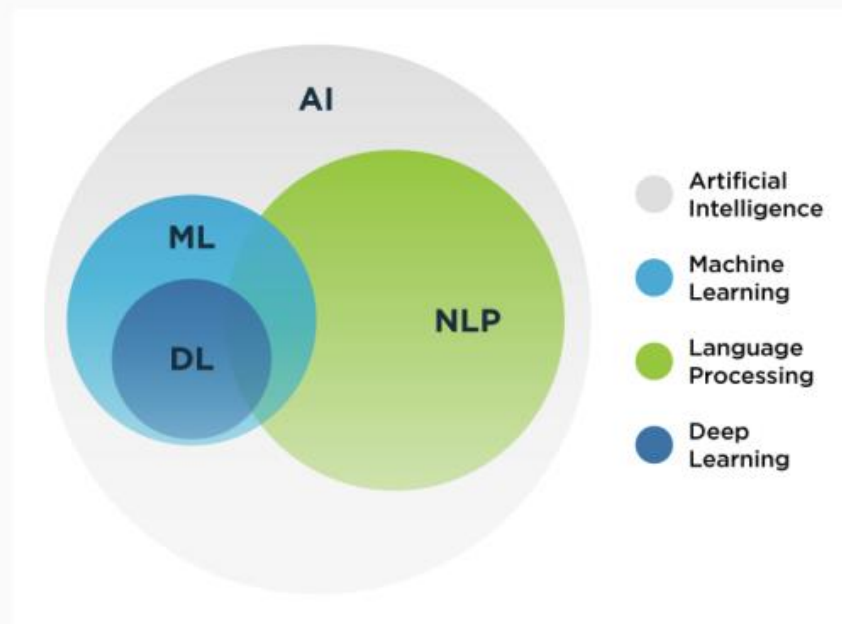 AI
ML
DL
NLP
Artificial
Intelligence
Machine
Learning
Language
Processing
Deep
Learning